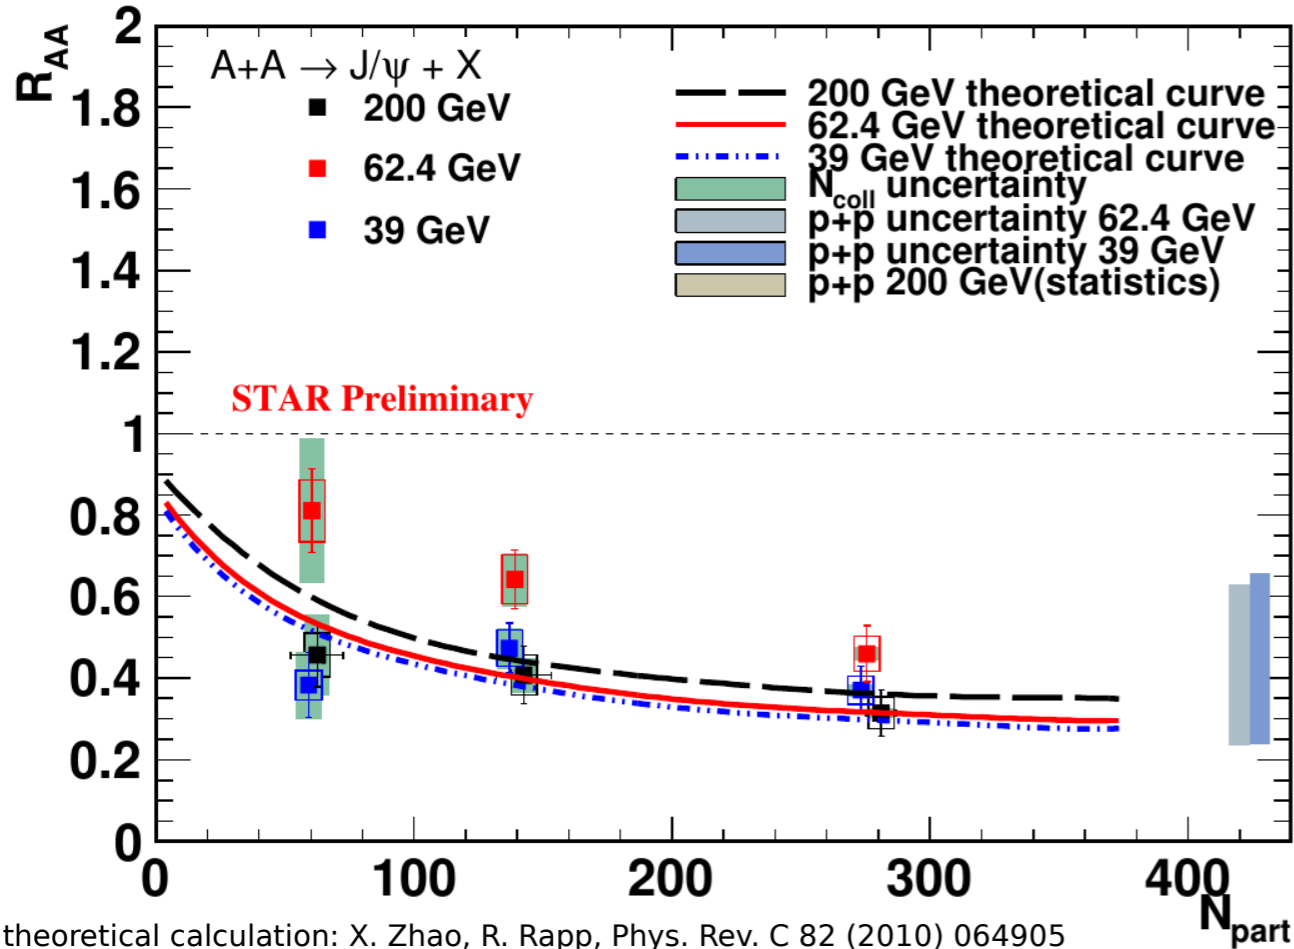 2
R_AA
A+A → J/ψ + X
200 GeV
62.4 GeV
39 GeV
200 GeV theoretical curve
62.4 GeV theoretical curve
39 GeV theoretical curve
N_coll uncertainty
p+p uncertainty 62.4 GeV
p+p uncertainty 39 GeV
p+p 200 GeV(statistics)
1.8
1.6
1.4
1.2
STAR Preliminary
1
0.8
0.6
0.4
0.2
0
0 100 200 300 400
N_part
theoretical calculation: X. Zhao, R. Rapp, Phys. Rev. C 82 (2010) 064905